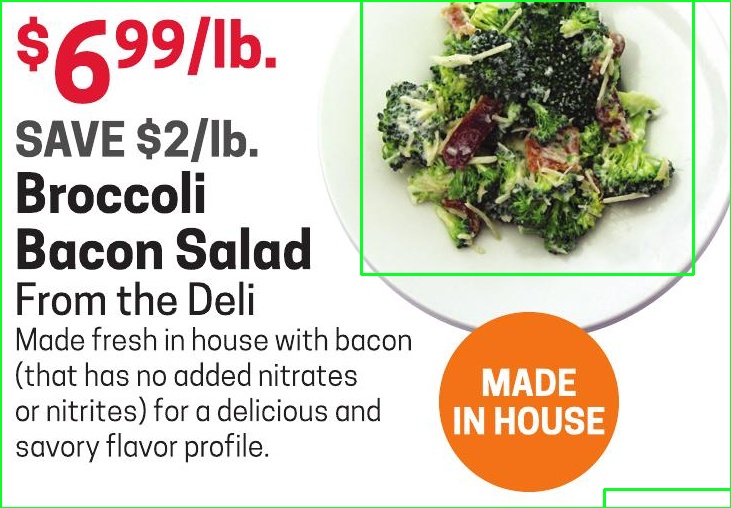 $6.99/lb.
SAVE $2/lb.
Broccoli
Bacon Salad
From the Deli
Made fresh in house with bacon
(that has no added nitrates
or nitrites) for a delicious and
savory flavor profile.
MADE
IN HOUSE